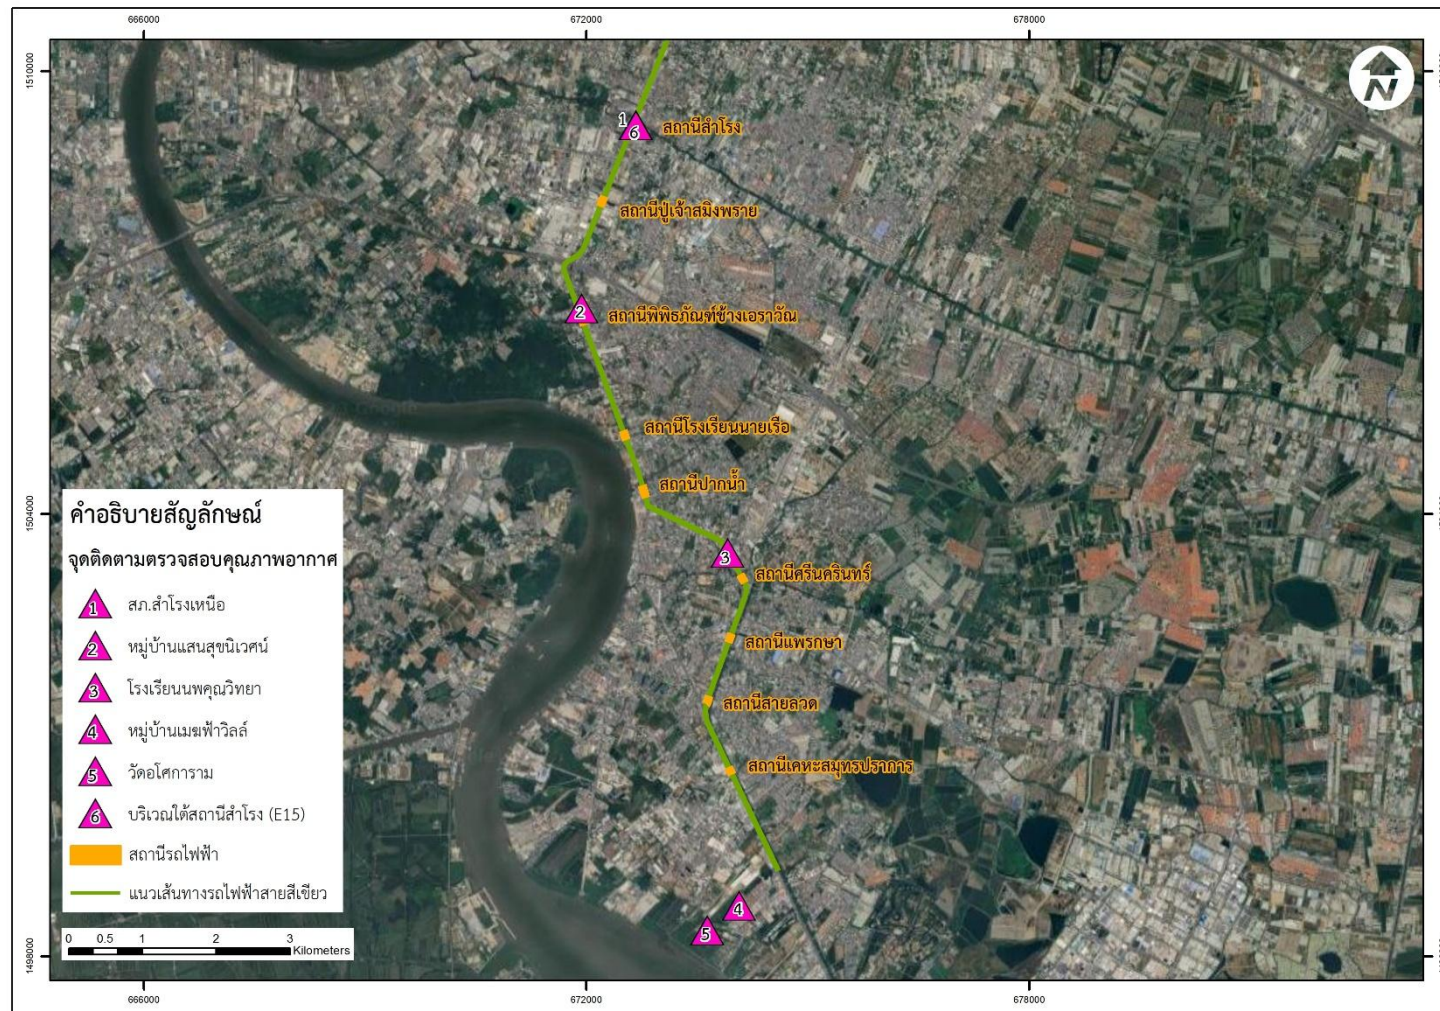 666000
672000
678000
1510000
1504000
1498000
N
1
6
สถานีสำโรง
สถานีปู่เจ้าสมิงพราย
2
สถานีพิพิธภัณฑ์ช้างเอราวัณ
Google
สถานีโรงเรียนนายเรือ
สถานีปากน้ำ
3
สถานีศรีนครินทร์
สถานีแพรกษา
สถานีสายลวด
สถานีเคหะสมุทรปราการ
4
5
คำอธิบายสัญลักษณ์
จุดติดตามตรวจสอบคุณภาพอากาศ
1 สภ.สำโรงเหนือ
2 หมู่บ้านแสนสุขนิเวศน์
3 โรงเรียนนพคุณวิทยา
4 หมู่บ้านเมฆฟ้าวิลล์
5 วัดอโศการาม
6 บริเวณใต้สถานีสำโรง (E15)
สถานีรถไฟฟ้า
แนวเส้นทางรถไฟฟ้าสายสีเขียว
0 0.5 1 2 3
Kilometers
666000
672000
678000